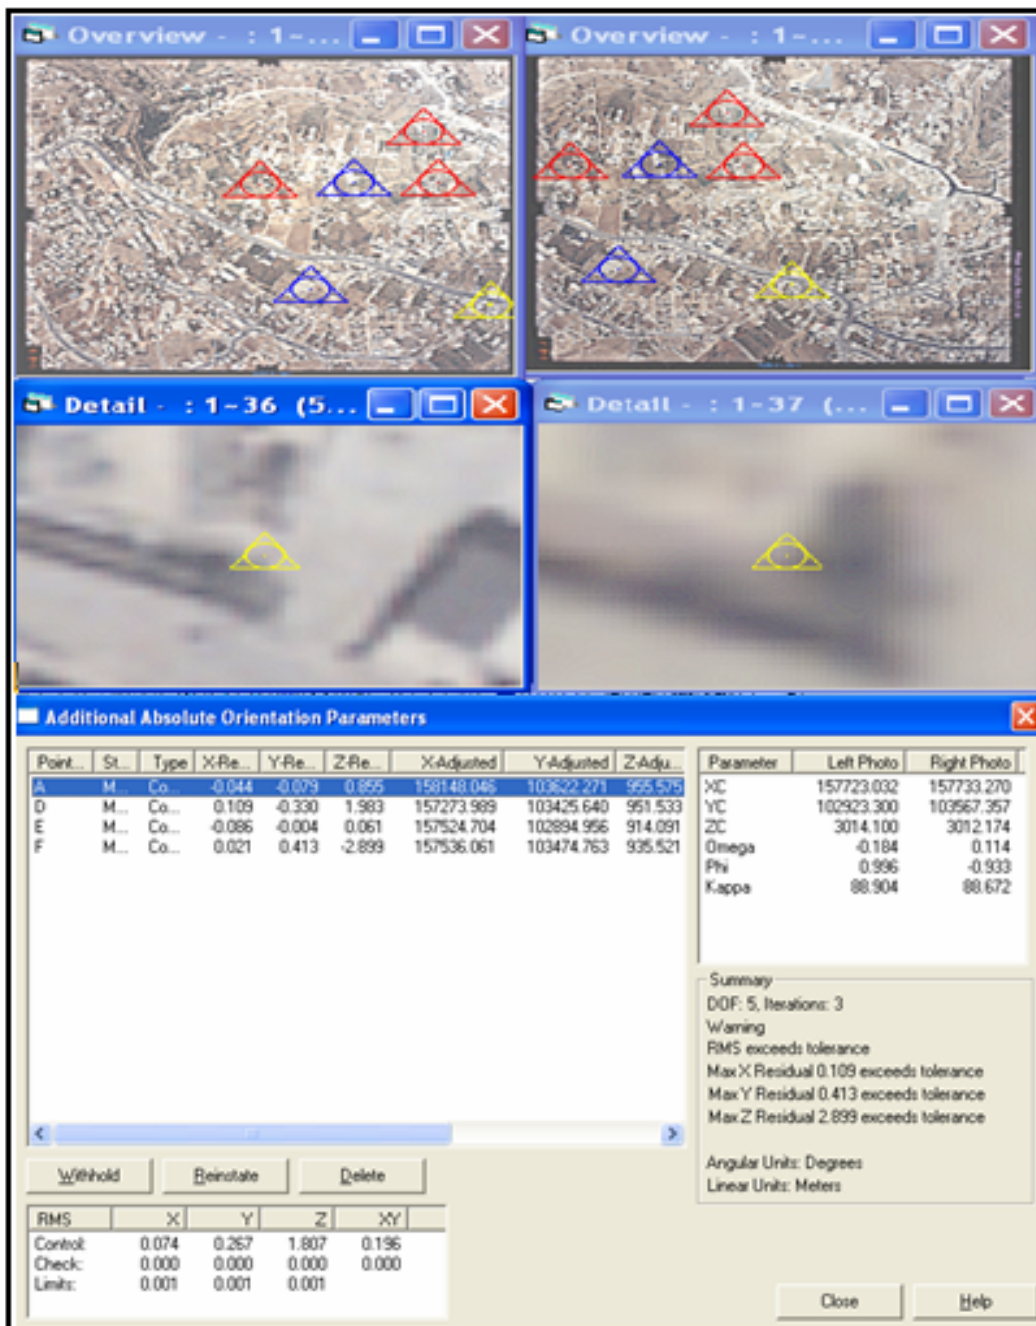 Overview - : 1~...
Overview - : 1~...
Detail - : 1~36 (5...
Detail - : 1~37 (...
Additional Absolute Orientation Parameters
Point... St... Type X-Re... Y-Re... Z-Re... X-Adjusted Y-Adjusted Z-Adju...
A M... Co... -0.044 -0.079 0.855 158148.046 103622.271 955.575
D M... Co... 0.109 -0.330 1.983 157273.989 103425.640 951.533
E M... Co... -0.086 -0.004 0.061 157524.704 102894.956 914.091
F M... Co... 0.021 0.413 -2.899 157536.061 103474.763 935.521
Parameter Left Photo Right Photo
XC 157723.032 157733.270
YC 102923.300 103567.357
ZC 3014.100 3012.174
Omega -0.184 0.114
Phi 0.996 -0.933
Kappa 88.904 88.672
Summary
DOF: 5, Iterations: 3
Warning
RMS exceeds tolerance
Max X Residual 0.109 exceeds tolerance
Max Y Residual 0.413 exceeds tolerance
Max Z Residual 2.899 exceeds tolerance
Angular Units: Degrees
Linear Units: Meters
Withhold Reinstate Delete
RMS X Y Z XY
Control: 0.074 0.267 1.807 0.196
Check: 0.000 0.000 0.000 0.000
Limits: 0.001 0.001 0.001
Close Help